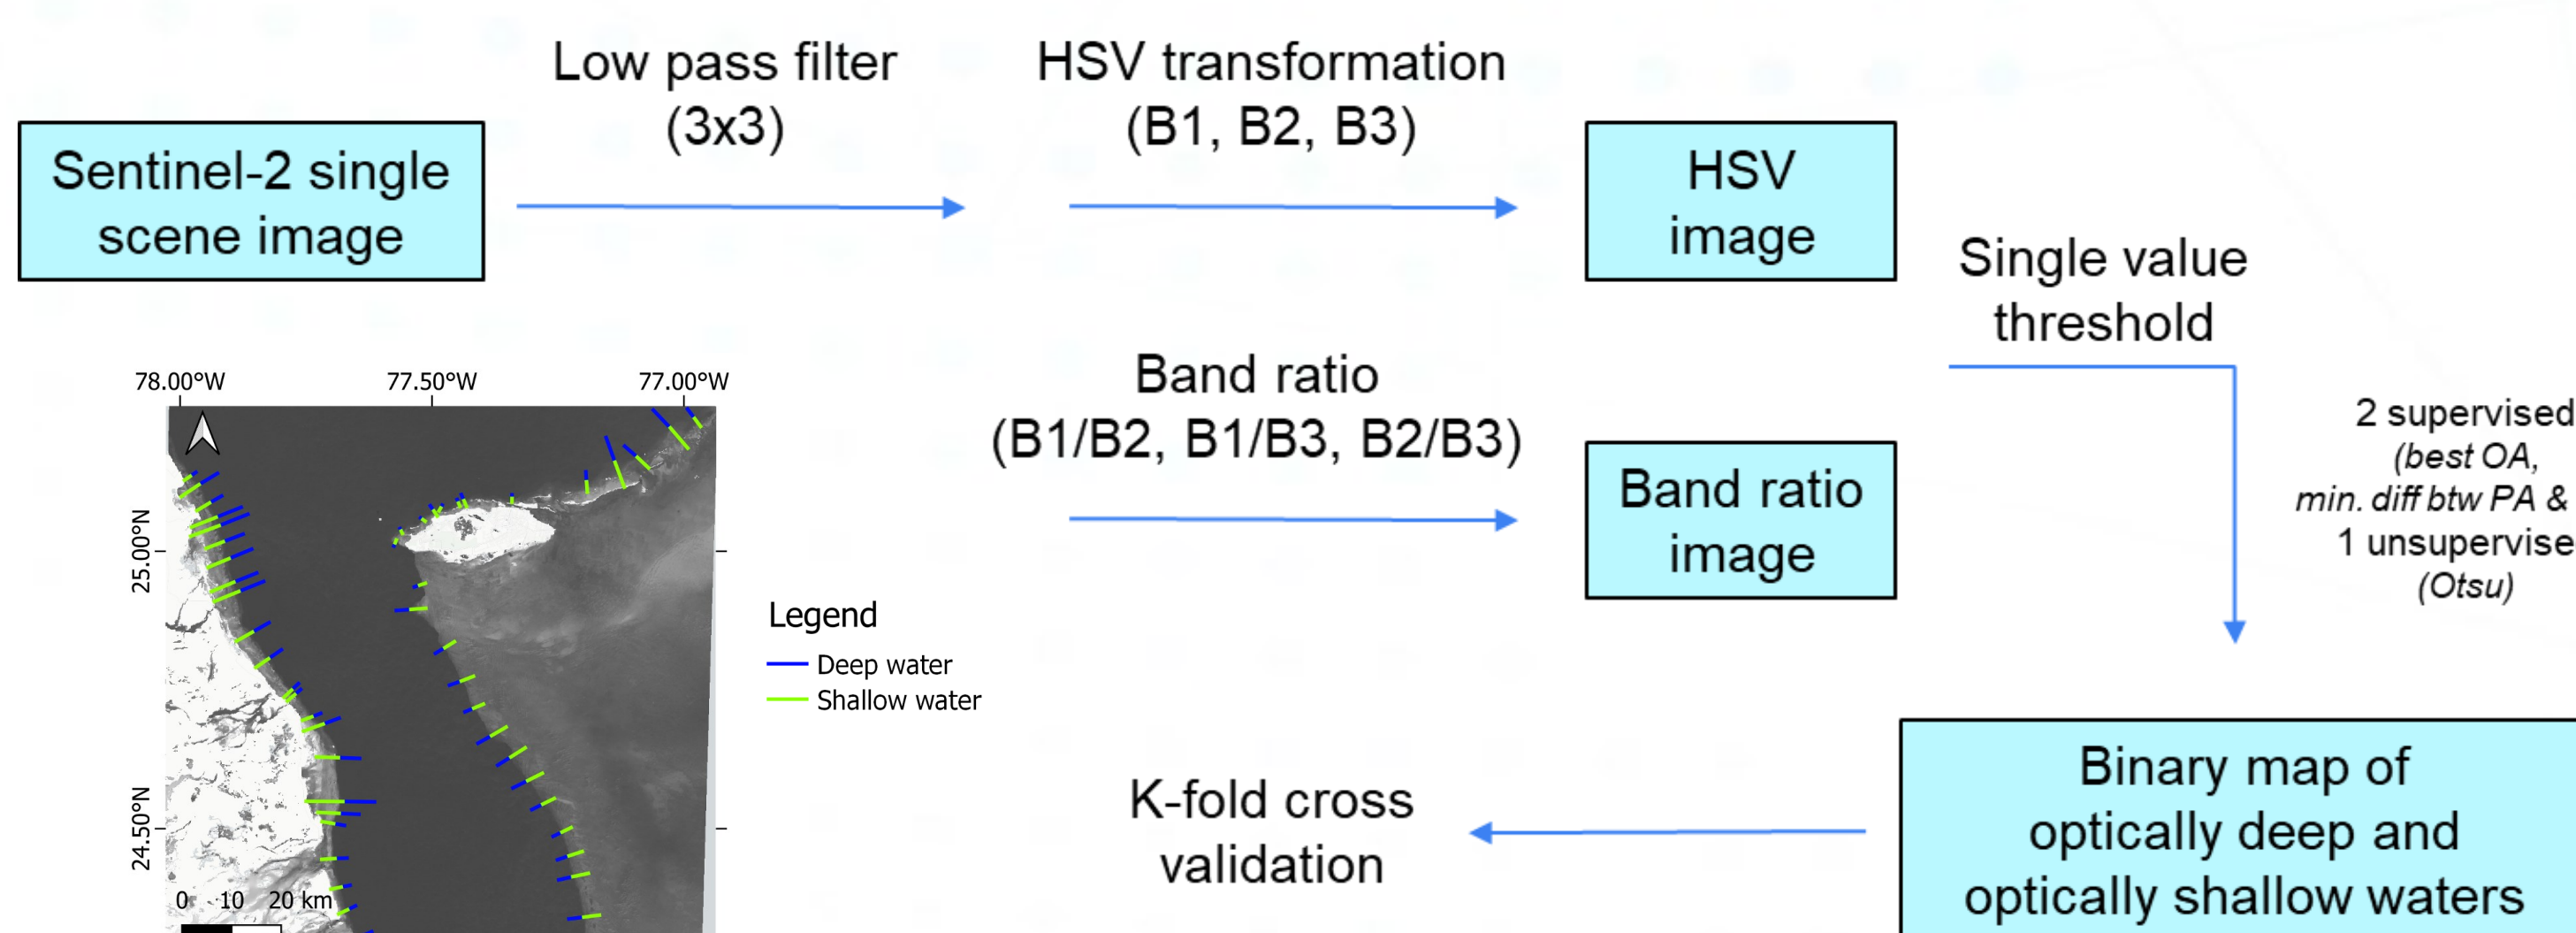 Low pass filter
(3x3)
HSV transformation
(B1, B2, B3)
Sentinel-2 single
scene image
HSV
image
Single value
threshold
Band ratio
(B1/B2, B1/B3, B2/B3)
Band ratio
image
2 supervised
(best OA,
min. diff btw PA &
1 unsupervise
(Otsu)
78.00°W
77.50°W
77.00°W
25.00°N
24.50°N
0 10 20 km
Legend
Deep water
Shallow water
K-fold cross
validation
Binary map of
optically deep and
optically shallow waters